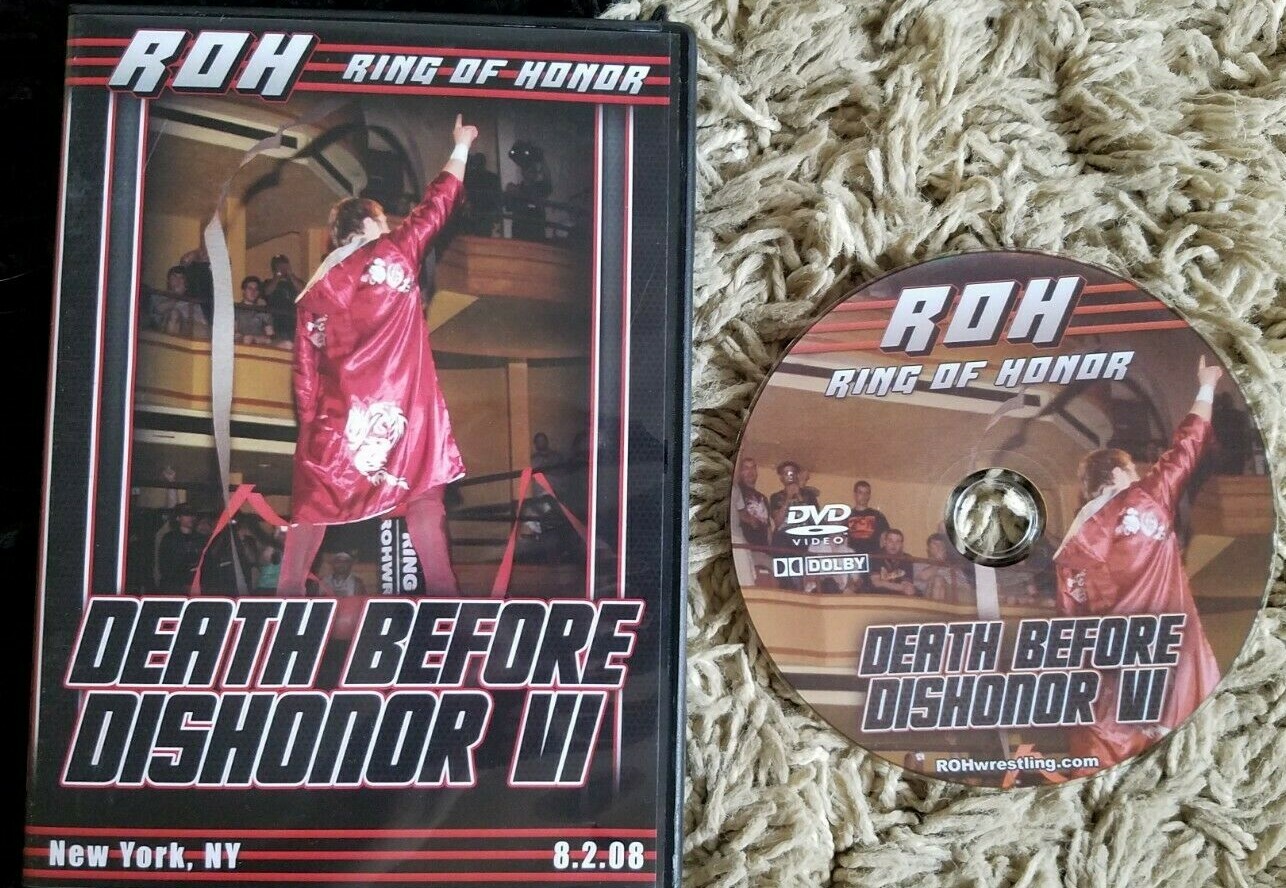 ROH RING OF HONOR
KING
ROHWR
DEATH BEFORE
DISHONOR VI
New York, NY 8.2.08
ROH
RING OF HONOR
DVD
VIDEO
DOLBY
DEATH BEFORE
DISHONOR VI
ROHwrestling.com